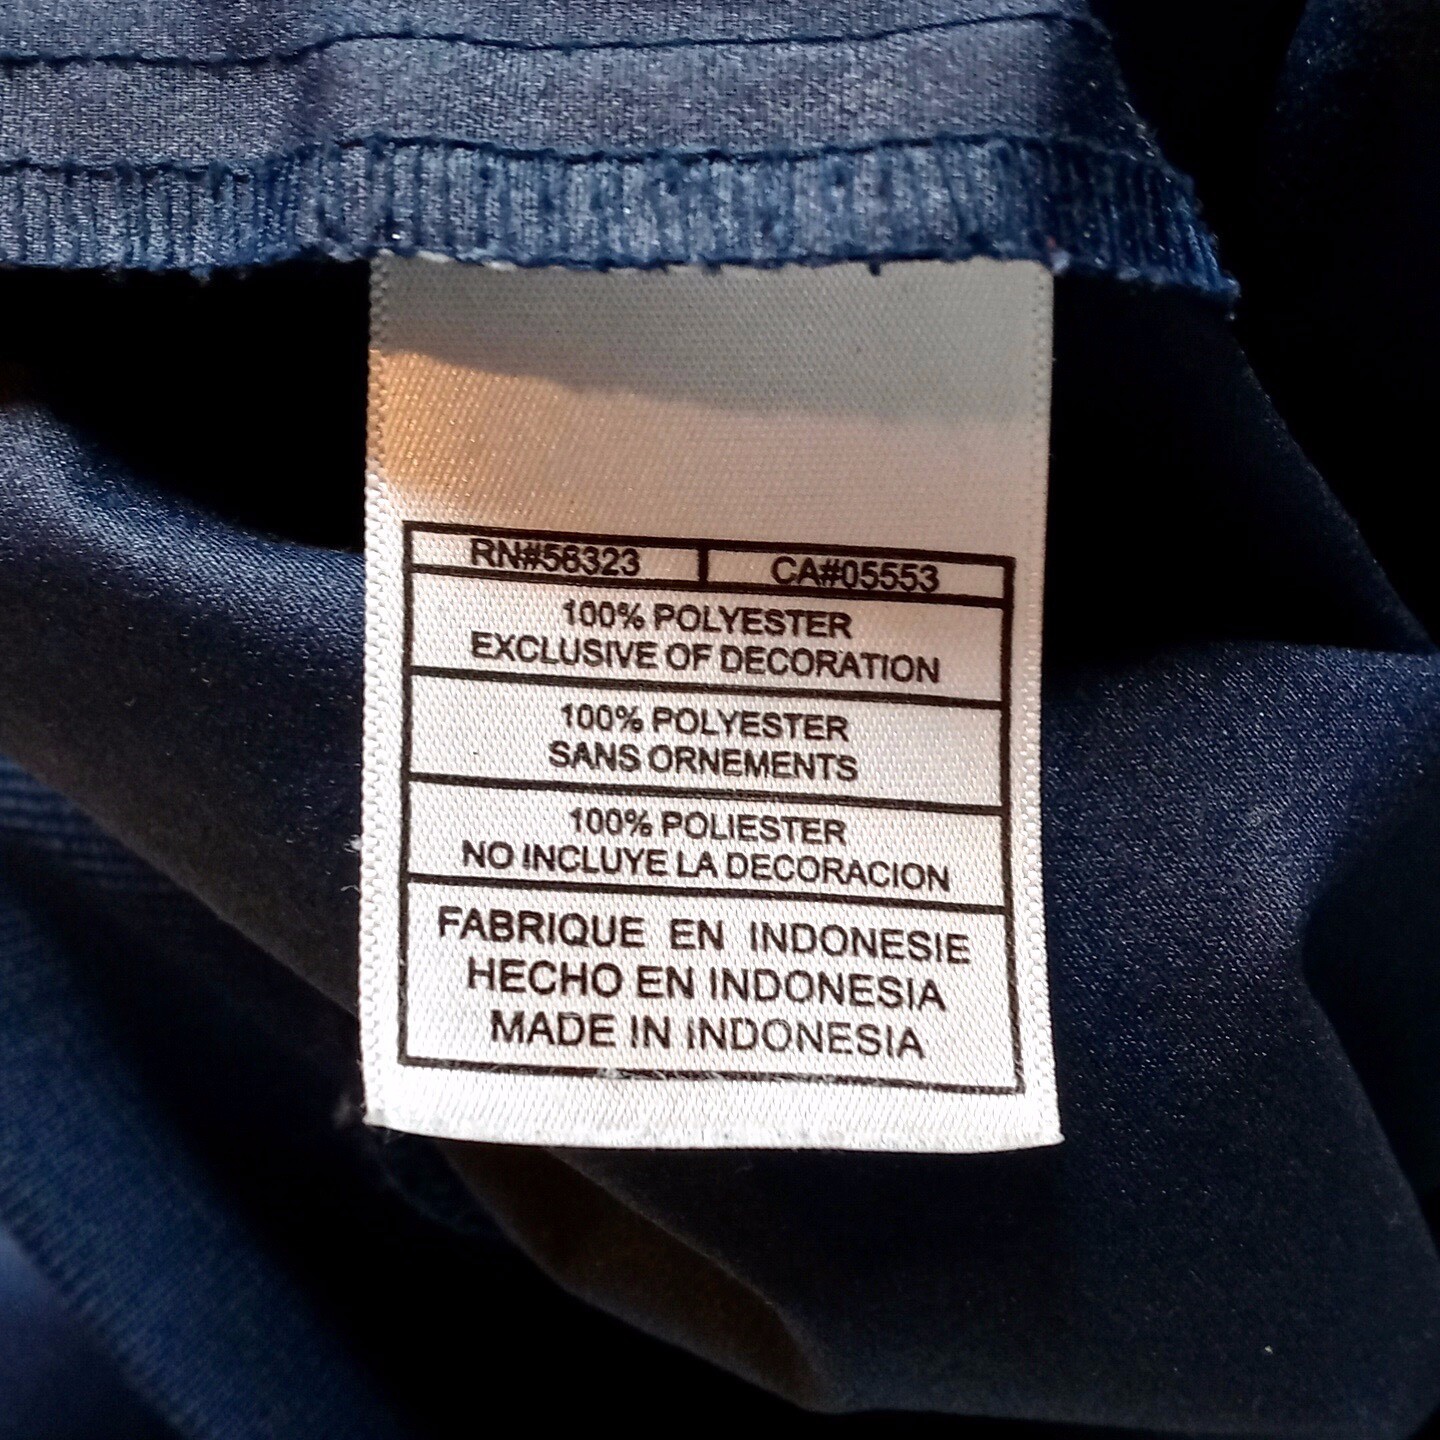 RN#56323 CA#05553
100% POLYESTER
EXCLUSIVE OF DECORATION
100% POLYESTER
SANS ORNEMENTS
100% POLIESTER
NO INCLUYE LA DECORACION
FABRIQUE EN INDONESIE
HECHO EN INDONESIA
MADE IN INDONESIA